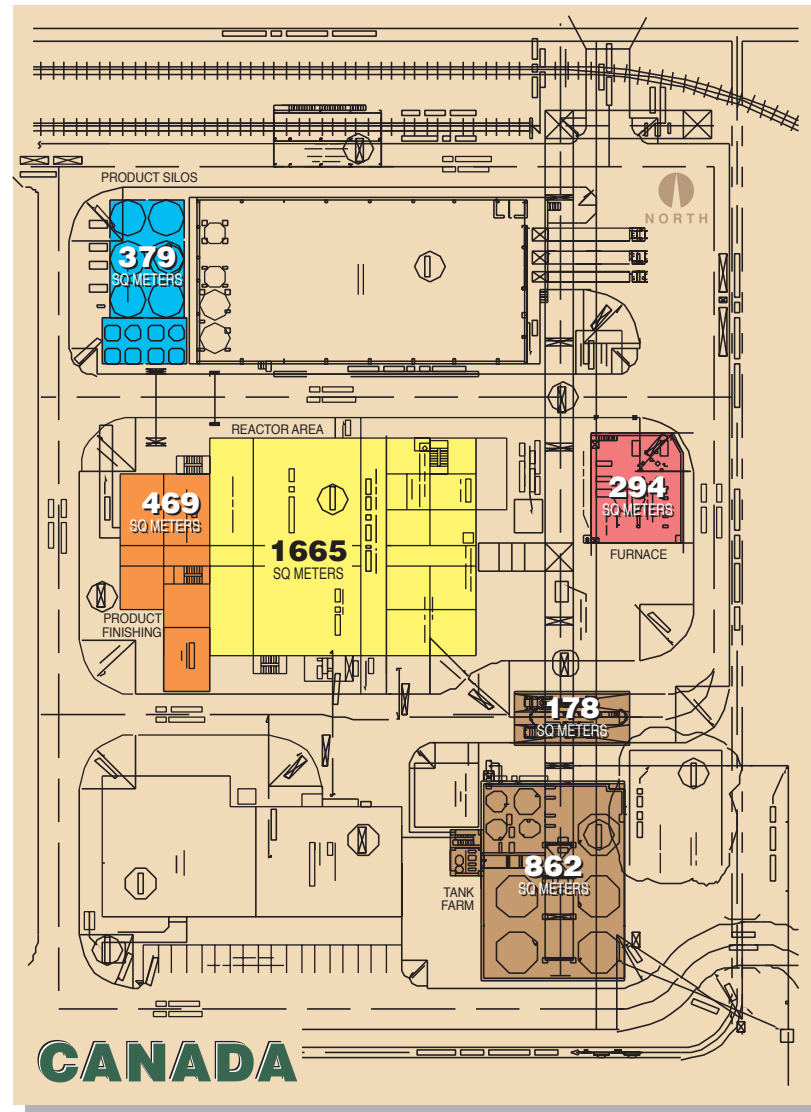 PRODUCT SILOS
NORTH
379
SQ METERS
REACTOR AREA
469
SQ METERS
294
SQ METERS
1665
SQ METERS
FURNACE
PRODUCT
FINISHING
178
SQ METERS
862
SQ METERS
TANK
FARM
CANADA